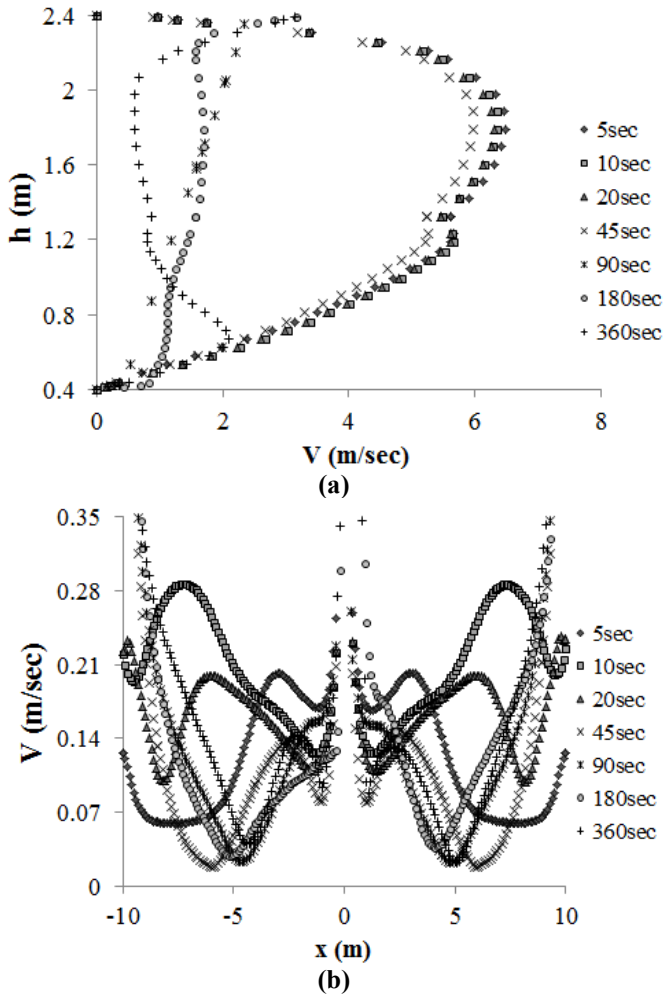 2.4
2
1.6
1.2
0.8
0.4
h (m)
0
2
4
6
8
V (m/sec)
5sec
10sec
20sec
45sec
90sec
180sec
360sec
(a)
0.35
0.28
0.21
0.14
0.07
0
V (m/sec)
-10
-5
0
5
10
x (m)
5sec
10sec
20sec
45sec
90sec
180sec
360sec
(b)